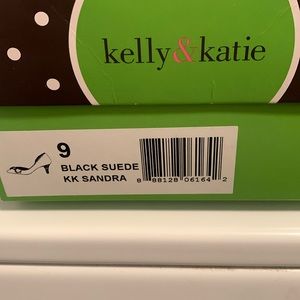 kelly&katie
9
BLACK SUEDE
KK SANDRA
8 88128 06164 2